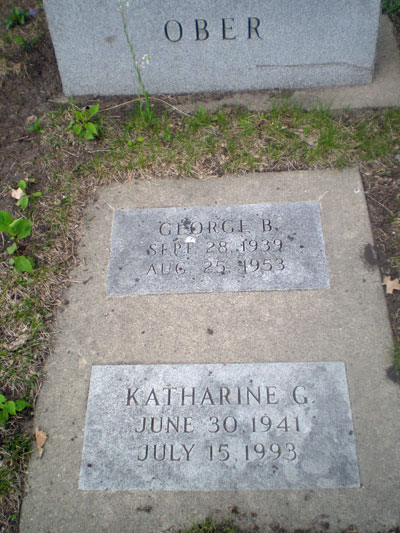 OBER
GEORGE B.
SEPT. 28, 1939
AUG. 25, 1953
KATHARINE G.
JUNE 30, 1941
JULY 15, 1993